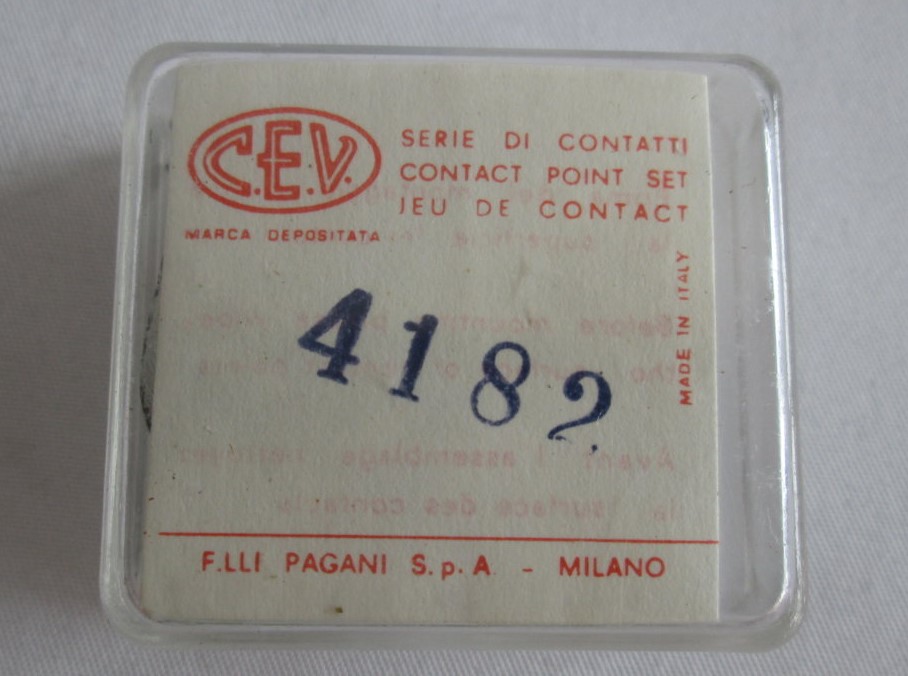 C.E.V.
MARCA DEPOSITATA
SERIE DI CONTATTI
CONTACT POINT SET
JEU DE CONTACT
MADE IN ITALY
4182
F.LLI PAGANI S.p.A. - MILANO